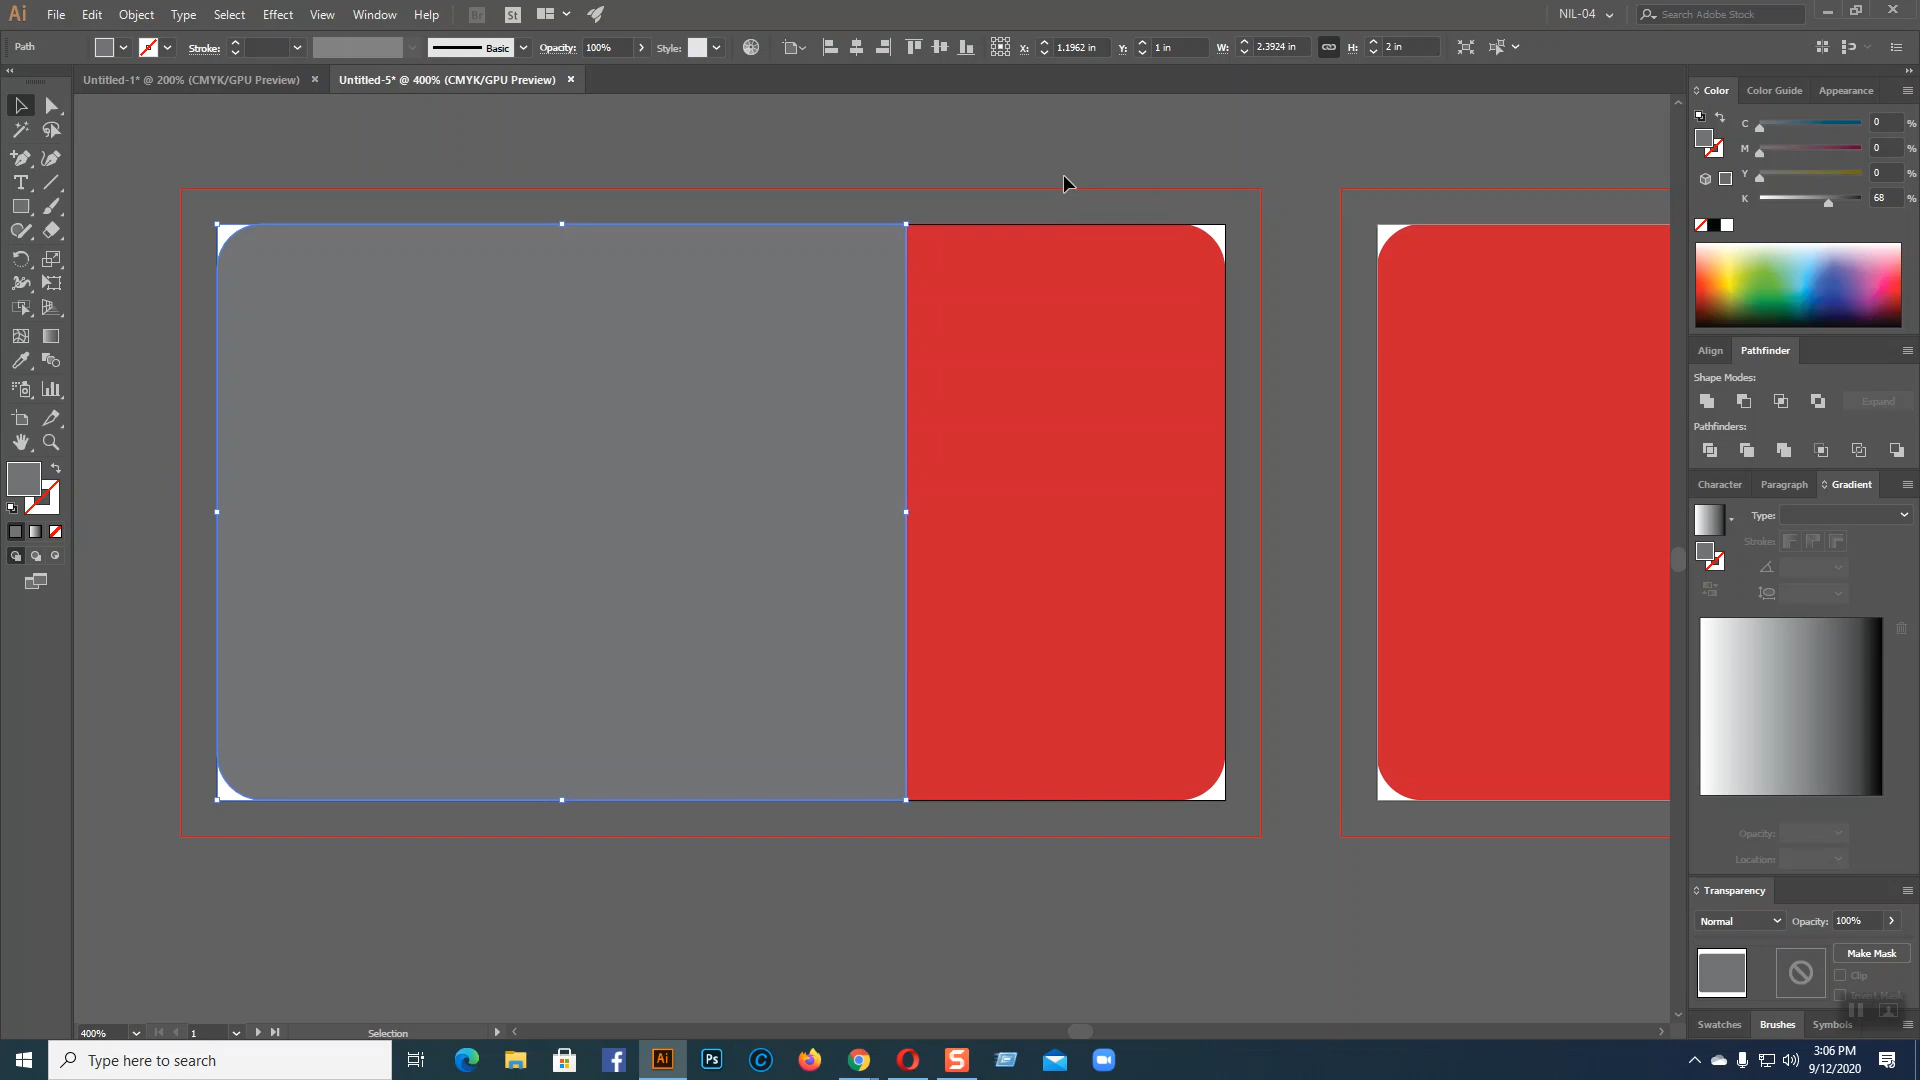 Ai File Edit Object Type Select Effect View Window Help Br St NIL-04 Search Adobe Stock
Path Stroke: Basic Opacity: 100% Style: X: 1.1962 in Y: 1 in W: 2.3924 in H: 2 in
Untitled-1* @ 200% (CMYK/GPU Preview) Untitled-5* @ 400% (CMYK/GPU Preview)
Color Color Guide Appearance
C 0 %
M 0 %
Y 0 %
K 68 %
Align Pathfinder
Shape Modes:
Expand
Pathfinders:
Character Paragraph Gradient
Type:
Stroke:
Opacity:
Location:
Transparency
Normal Opacity: 100%
Make Mask
Clip
Invert Mask
Swatches Brushes Symbols
400% 1 Selection
Type here to search Ai Ps
3:06 PM
9/12/2020